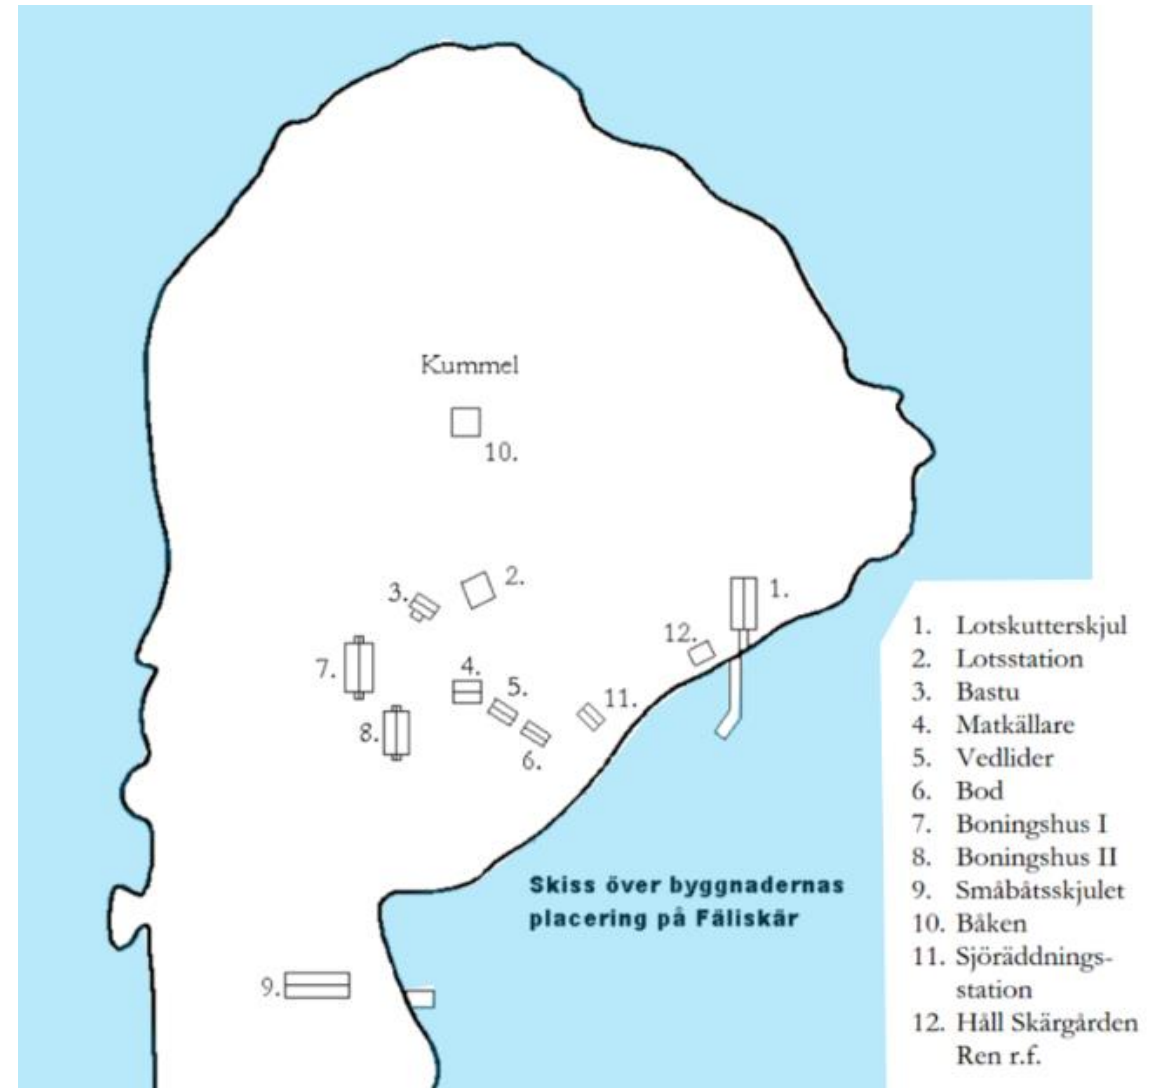 Kummel
10.
2.
3.
1.
12.
7.
4.
5.
11.
8.
6.
Skiss över byggnadernas
placering på Fäliskär
9.
1. Lotskutterskjul
2. Lotsstation
3. Bastu
4. Matkällare
5. Vedlider
6. Bod
7. Boningshus I
8. Boningshus II
9. Småbåtsskjulet
10. Båken
11. Sjöräddnings-
station
12. Håll Skärgården
Ren r.f.